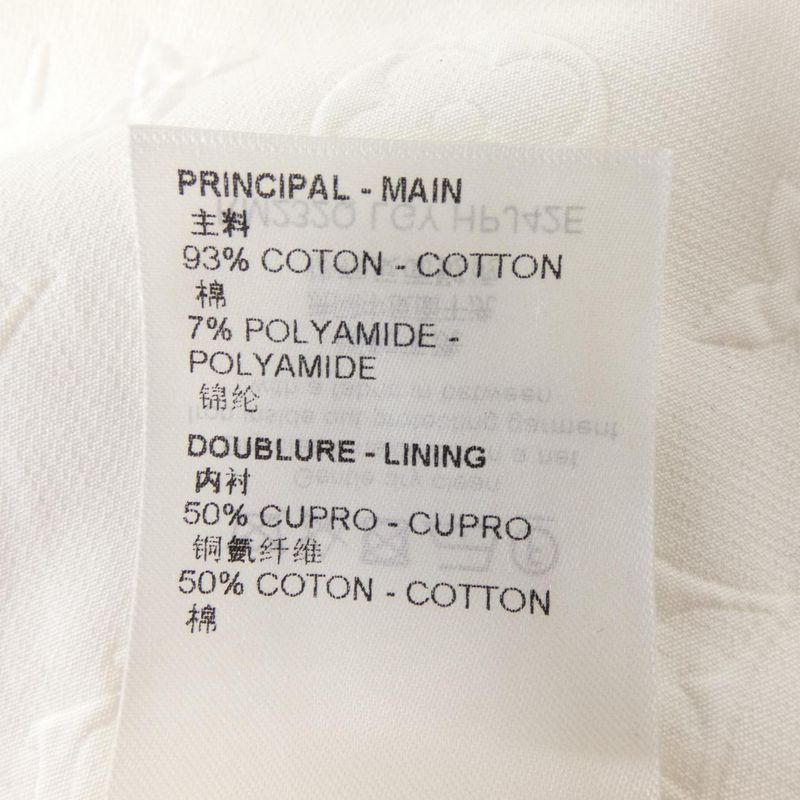 PRINCIPAL - MAIN
主料
93% COTON - COTTON
棉
7% POLYAMIDE -
POLYAMIDE
锦纶
DOUBLURE - LINING
内衬
50% CUPRO - CUPRO
铜氨纤维
50% COTON - COTTON
棉